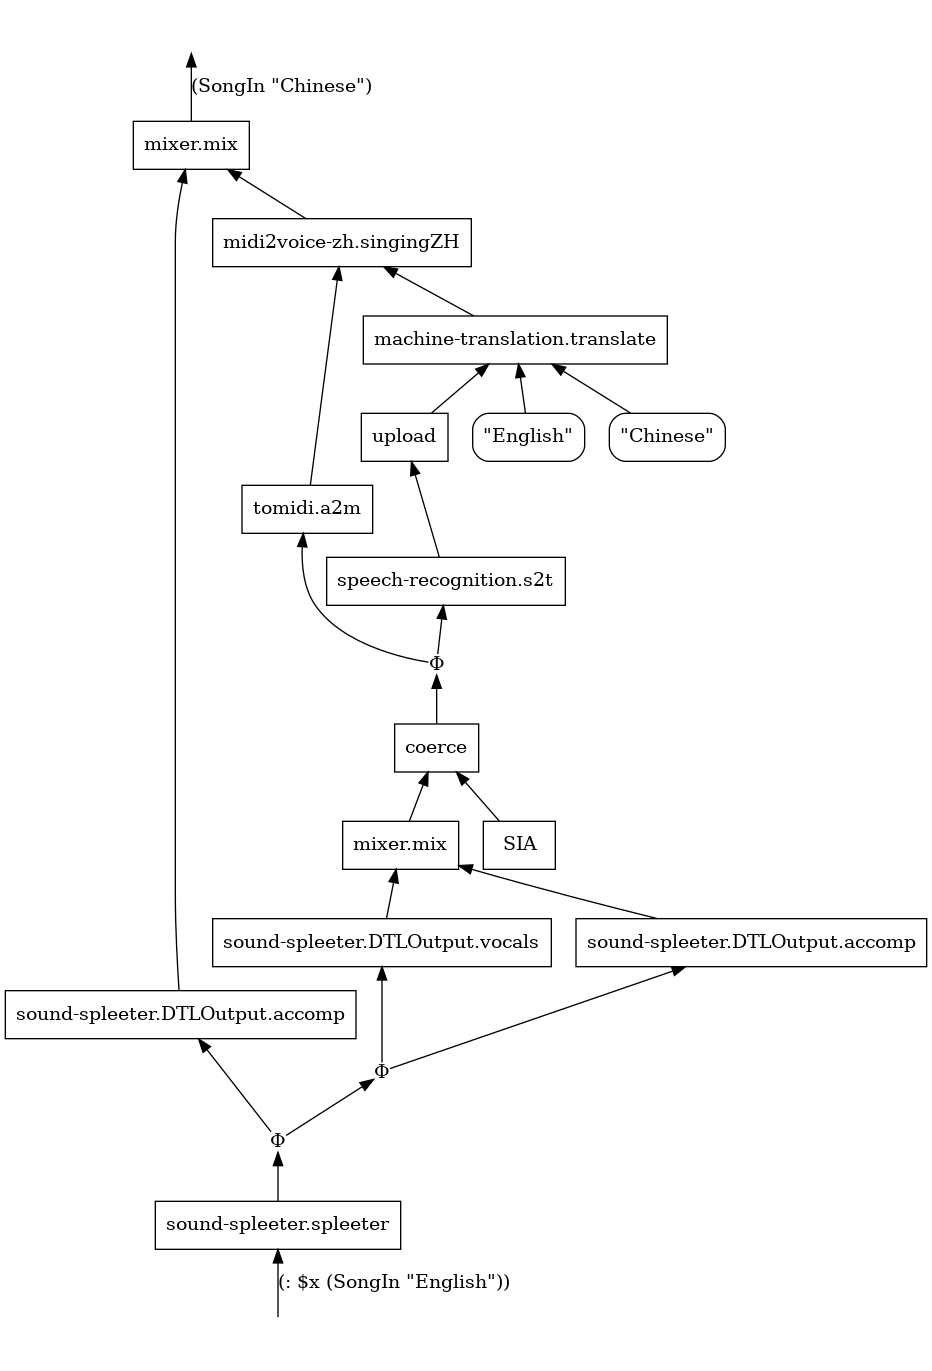 (SongIn "Chinese")
mixer.mix
midi2voice-zh.singingZH
machine-translation.translate
upload
"English"
"Chinese"
tomidi.a2m
speech-recognition.s2t
Φ
coerce
mixer.mix
SIA
sound-spleeter.DTLOutput.vocals
sound-spleeter.DTLOutput.accomp
sound-spleeter.DTLOutput.accomp
Φ
Φ
sound-spleeter.spleeter
(: $x (SongIn "English"))